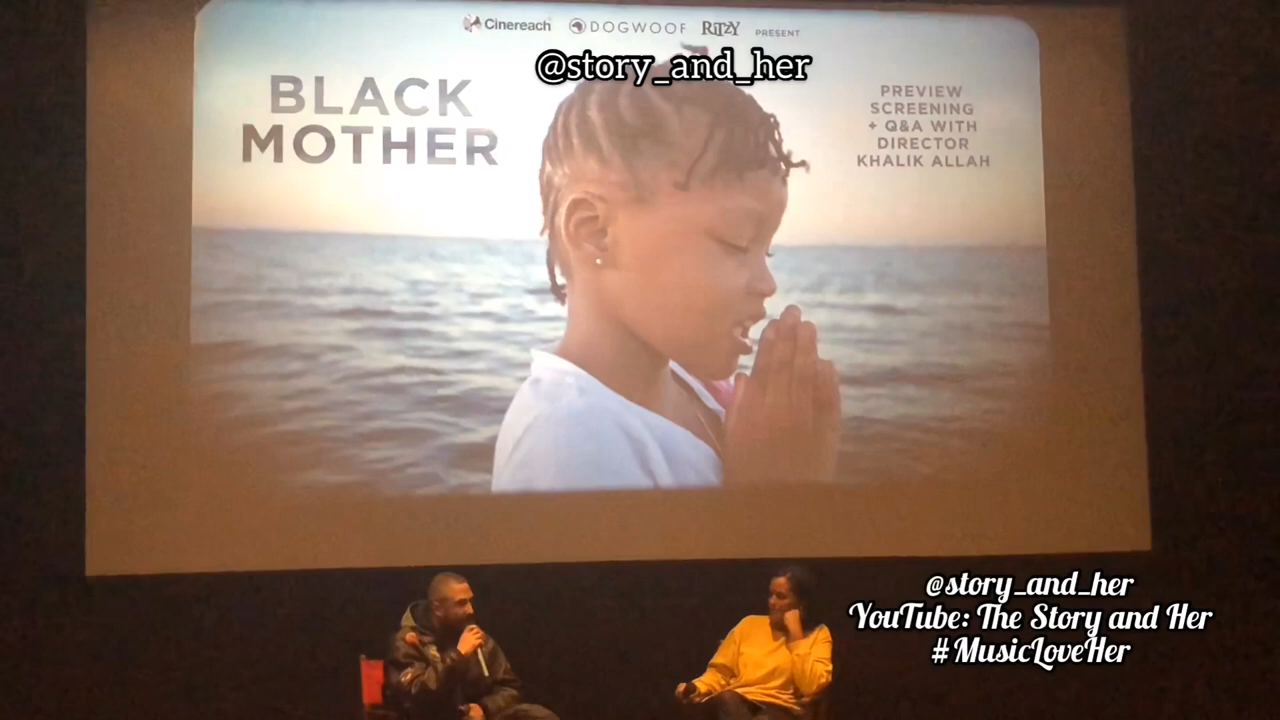 Cinereach DOGWOOF RiTZY PRESENT
@story_and_her
BLACK
MOTHER
PREVIEW
SCREENING
+ Q&A WITH
DIRECTOR
KHALIK ALLAH
@story_and_her
YouTube: The Story and Her
#MusicLoveHer